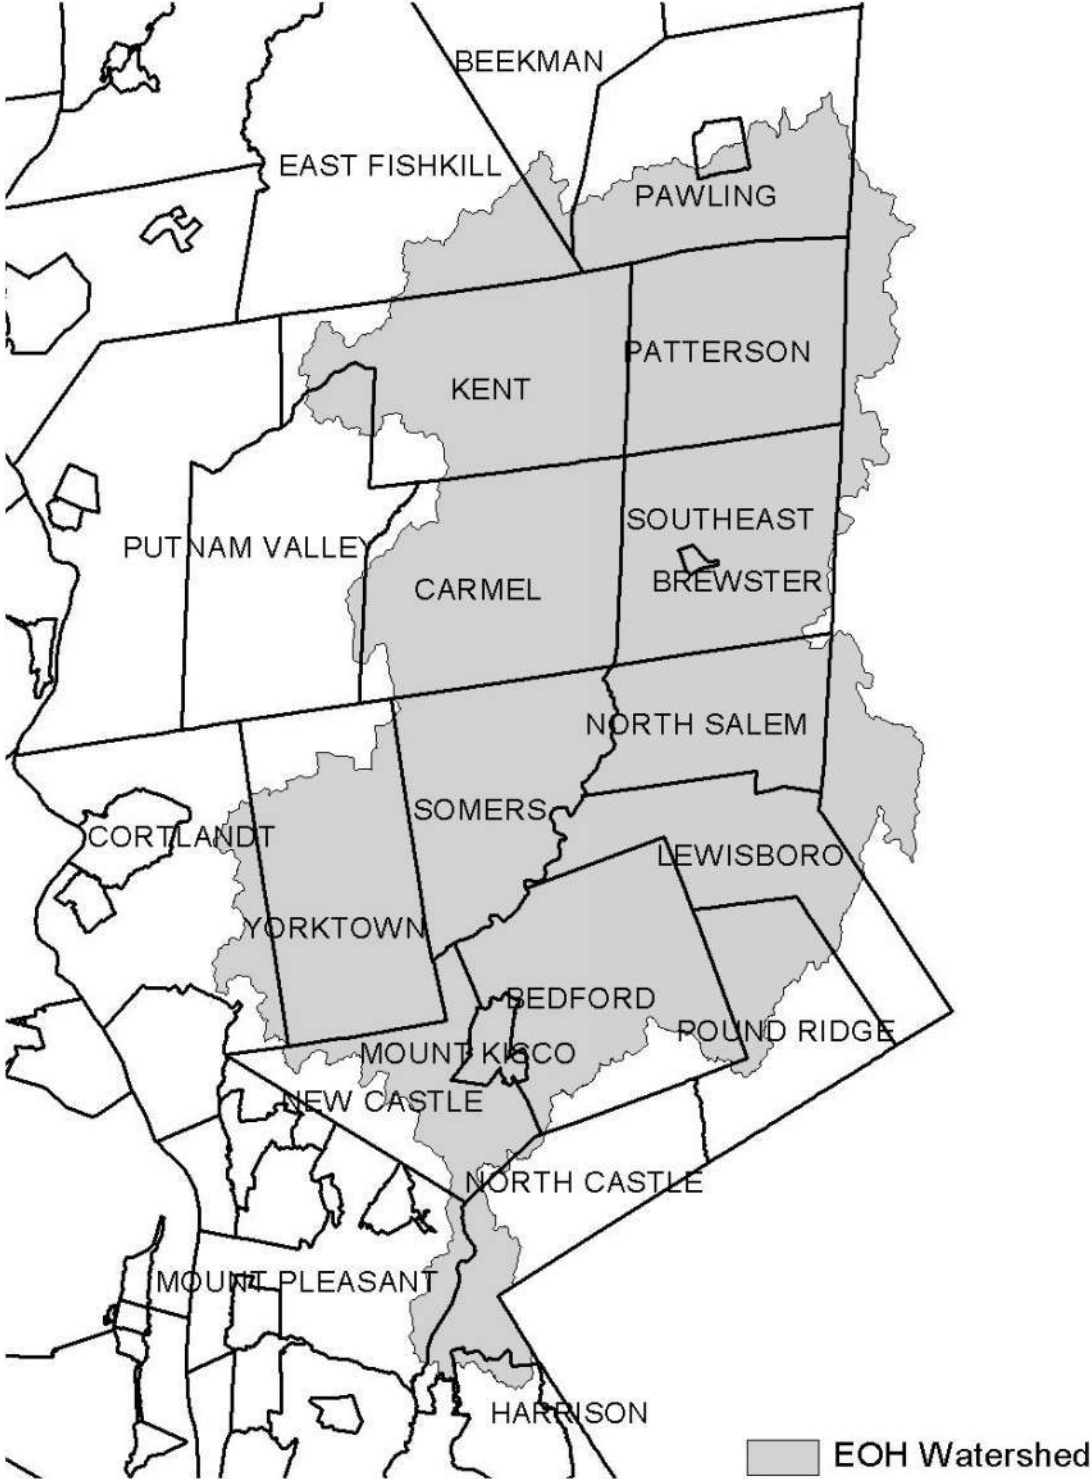 BEEKMAN
EAST FISHKILL
PAWLING
PATTERSON
KENT
SOUTHEAST
PUTNAM VALLEY
BREWSTER
CARMEL
NORTH SALEM
SOMERS
CORTLANDT
LEWISBORO
YORKTOWN
BEDFORD
POUND RIDGE
MOUNT KISCO
NEW CASTLE
NORTH CASTLE
MOUNT PLEASANT
HARRISON
EOH Watershed